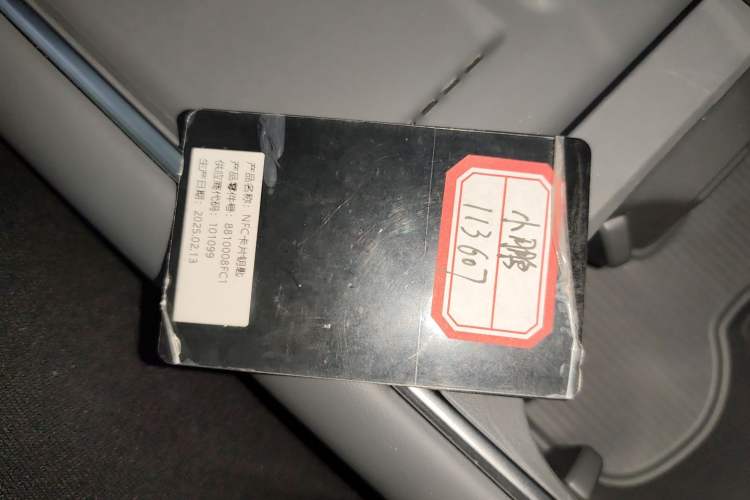 产品名称：NFC卡片钥匙
产品零件号：8810008FC1
供应商代码：101099
生产日期：2025.02.13
小鹏
113607